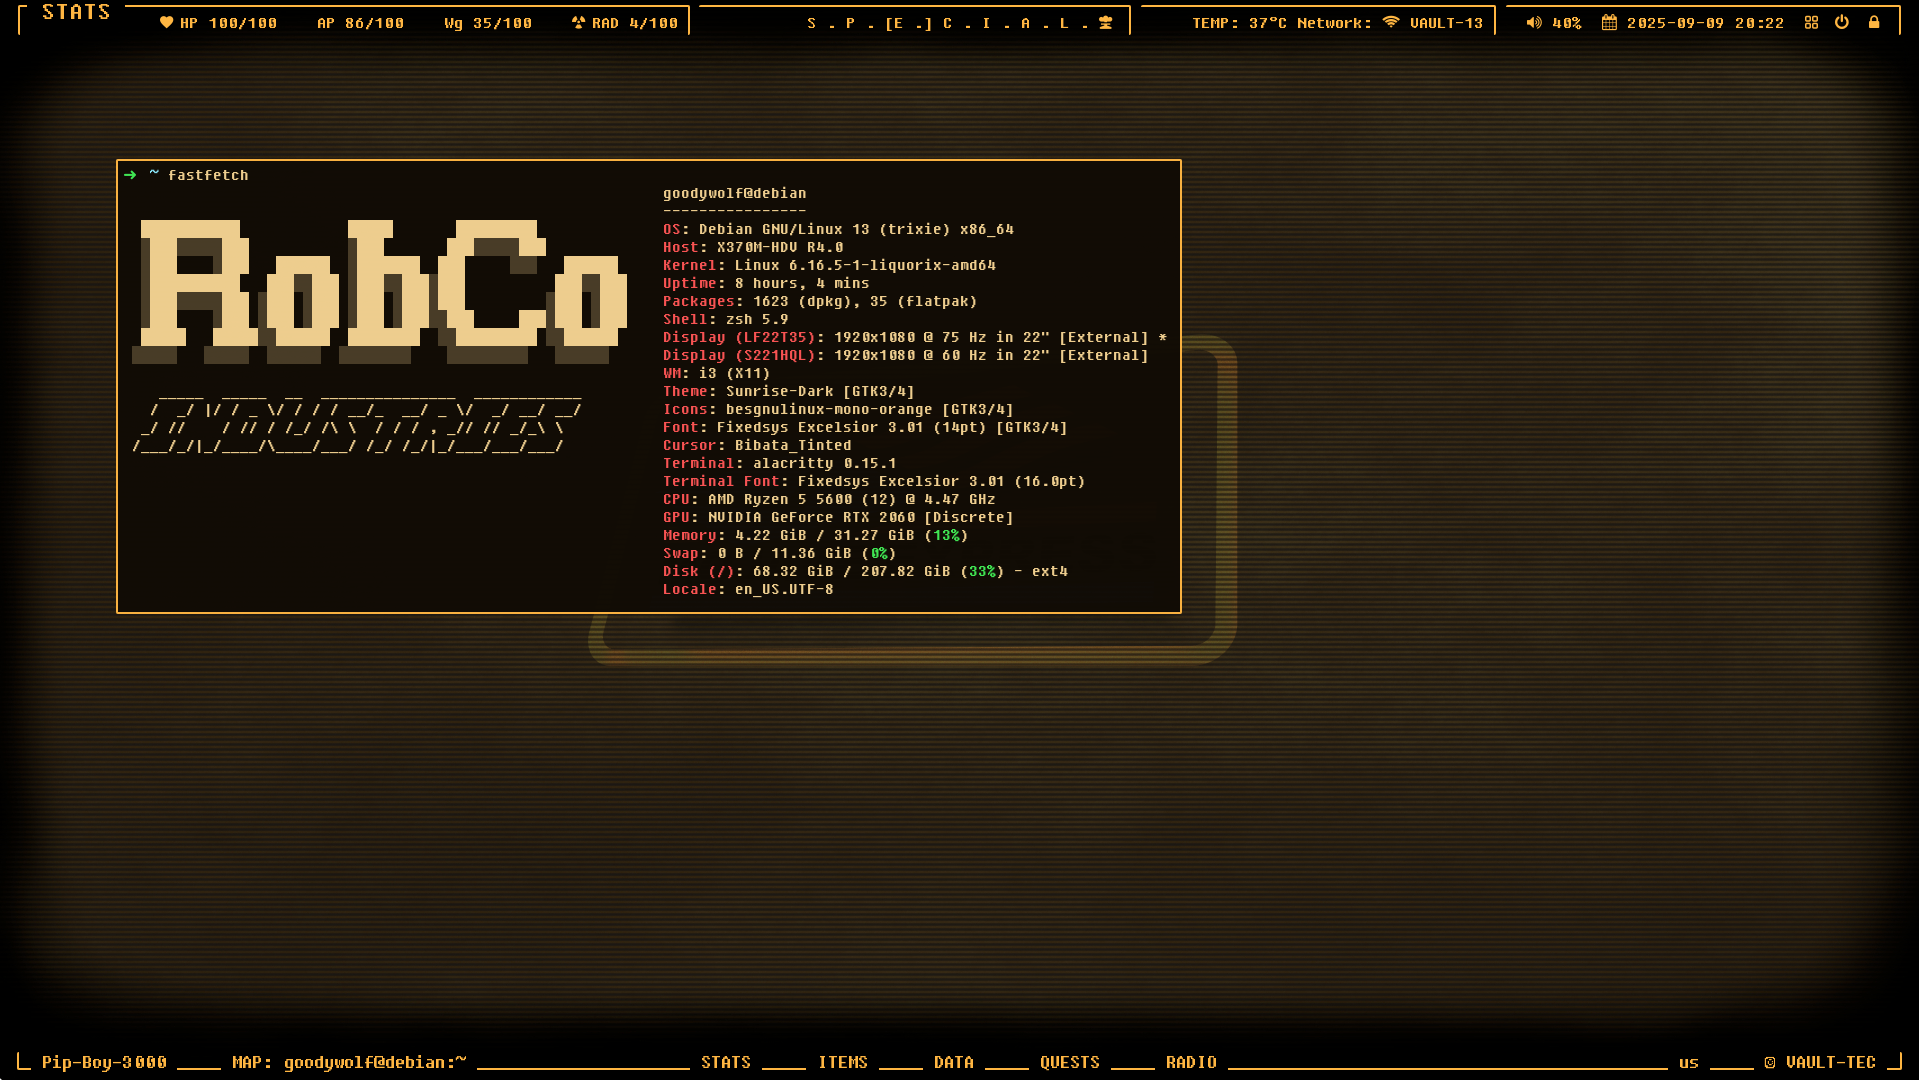 STATS
HP 100/100 AP 86/100 Wg 35/100 RAD 4/100
S . P . [E .] C . I . A . L .
TEMP: 37°C Network: VAULT-13
40% 2025-09-09 20:22
➜ ~ fastfetch
RobCo
INDUSTRIES
goodywolf@debian
----------------
OS: Debian GNU/Linux 13 (trixie) x86_64
Host: X370M-HDV R4.0
Kernel: Linux 6.16.5-1-liquorix-amd64
Uptime: 8 hours, 4 mins
Packages: 1623 (dpkg), 35 (flatpak)
Shell: zsh 5.9
Display (LF22T35): 1920x1080 @ 75 Hz in 22" [External] *
Display (S221HQL): 1920x1080 @ 60 Hz in 22" [External]
WM: i3 (X11)
Theme: Sunrise-Dark [GTK3/4]
Icons: besgnulinux-mono-orange [GTK3/4]
Font: Fixedsys Excelsior 3.01 (14pt) [GTK3/4]
Cursor: Bibata_Tinted
Terminal: alacritty 0.15.1
Terminal Font: Fixedsys Excelsior 3.01 (16.0pt)
CPU: AMD Ryzen 5 5600 (12) @ 4.47 GHz
GPU: NVIDIA GeForce RTX 2060 [Discrete]
Memory: 4.22 GiB / 31.27 GiB (13%)
Swap: 0 B / 11.36 GiB (0%)
Disk (/): 68.32 GiB / 207.82 GiB (33%) - ext4
Locale: en_US.UTF-8
Pip-Boy-3000 MAP: goodywolf@debian:~ STATS ITEMS DATA QUESTS RADIO us VAULT-TEC